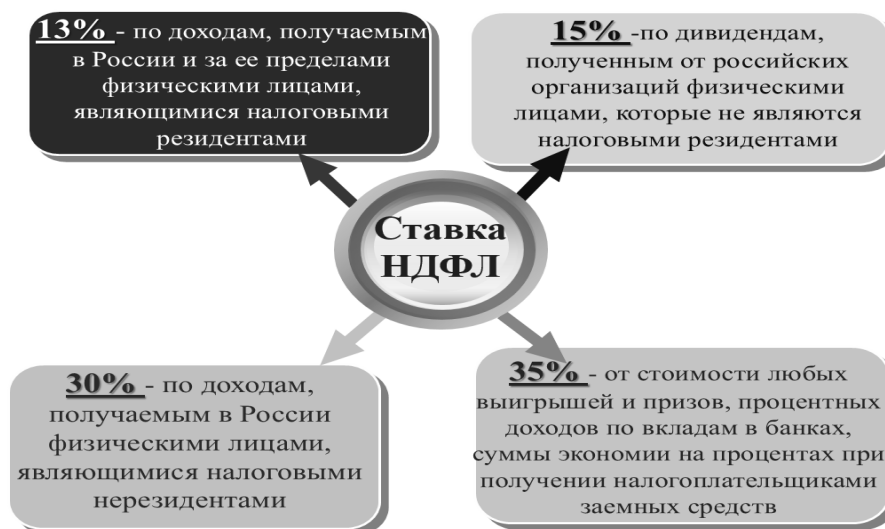 13% - по доходам, получаемым
в России и за ее пределами
физическими лицами,
являющимися налоговыми
резидентами
15% -по дивидендам,
полученным от российских
организаций физическими
лицами, которые не являются
налоговыми резидентами
Ставка
НДФЛ
30% - по доходам,
получаемым в России
физическими лицами,
являющимися налоговыми
нерезидентами
35% - от стоимости любых
выигрышей и призов, процентных
доходов по вкладам в банках,
суммы экономии на процентах при
получении налогоплательщиками
заемных средств